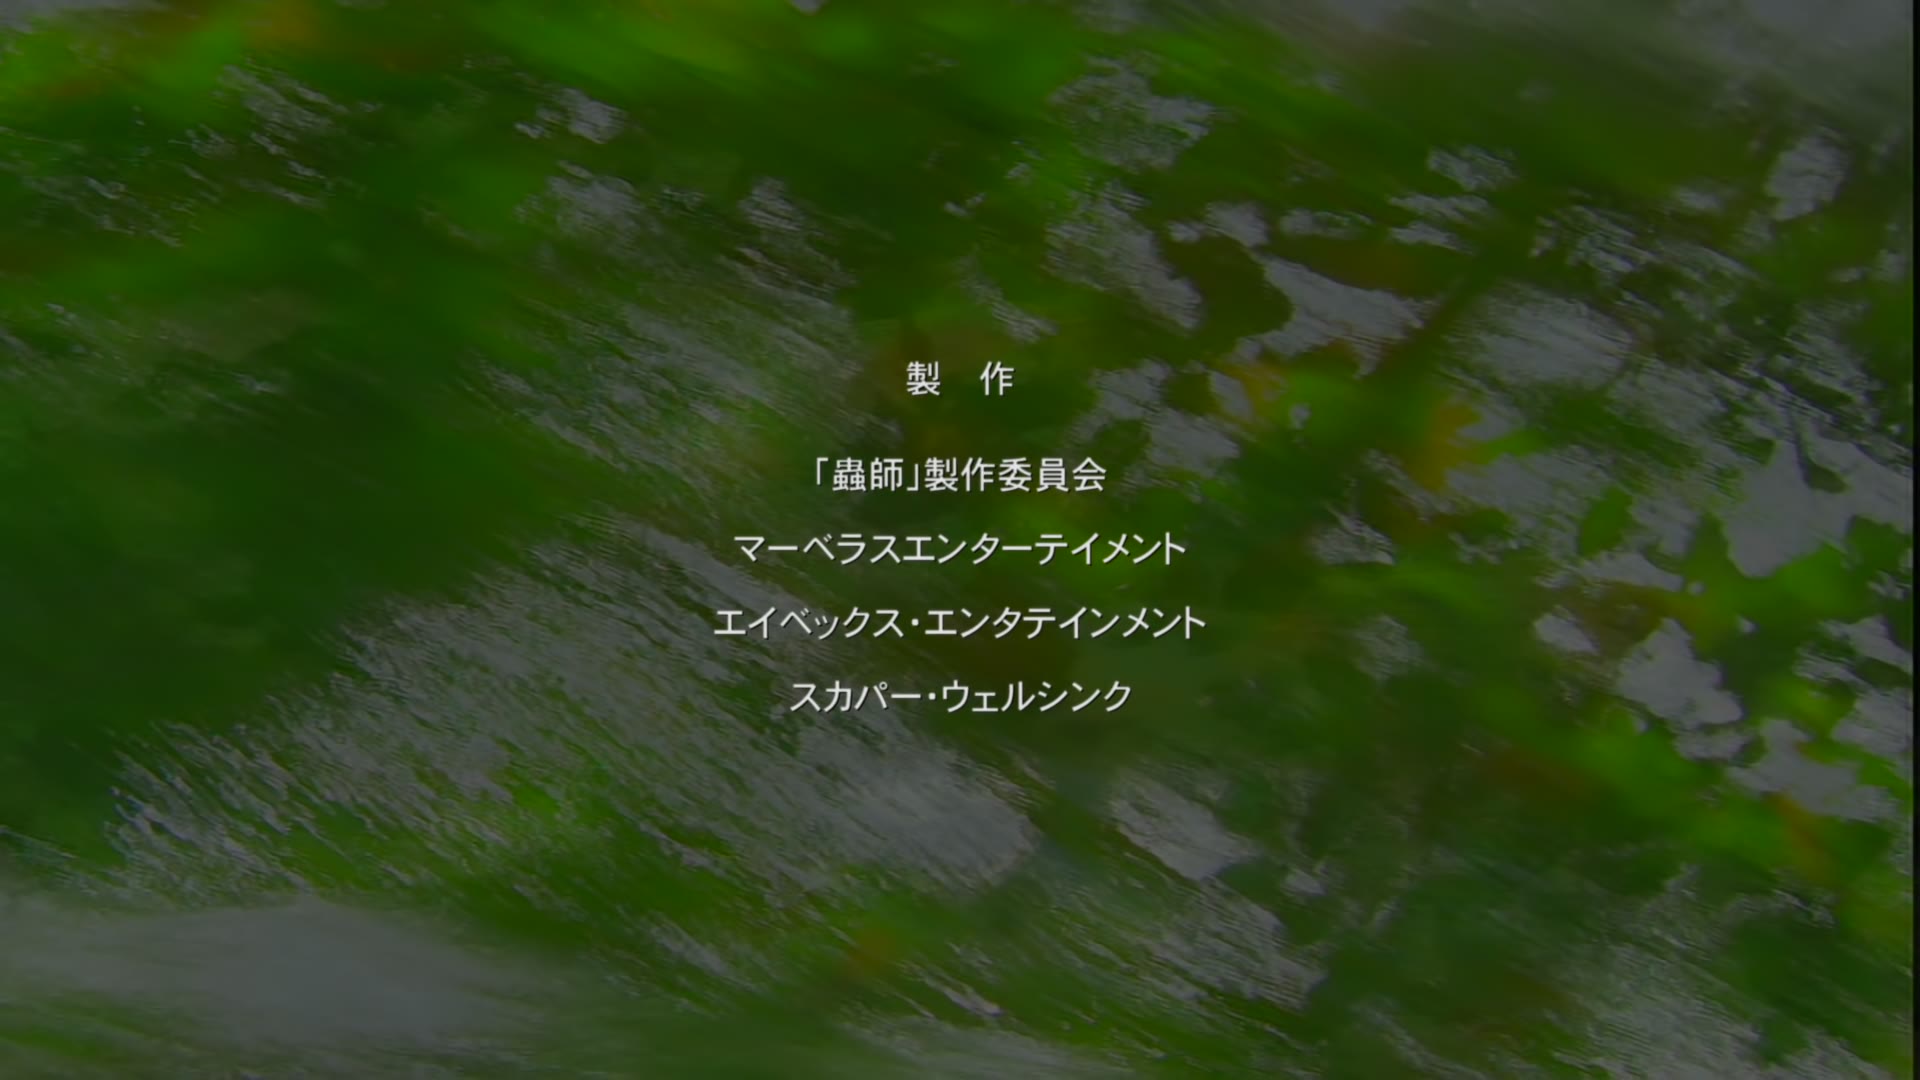 製　作
「蟲師」製作委員会
マーベラスエンターテイメント
エイベックス・エンタテインメント
スカパー・ウェルシンク